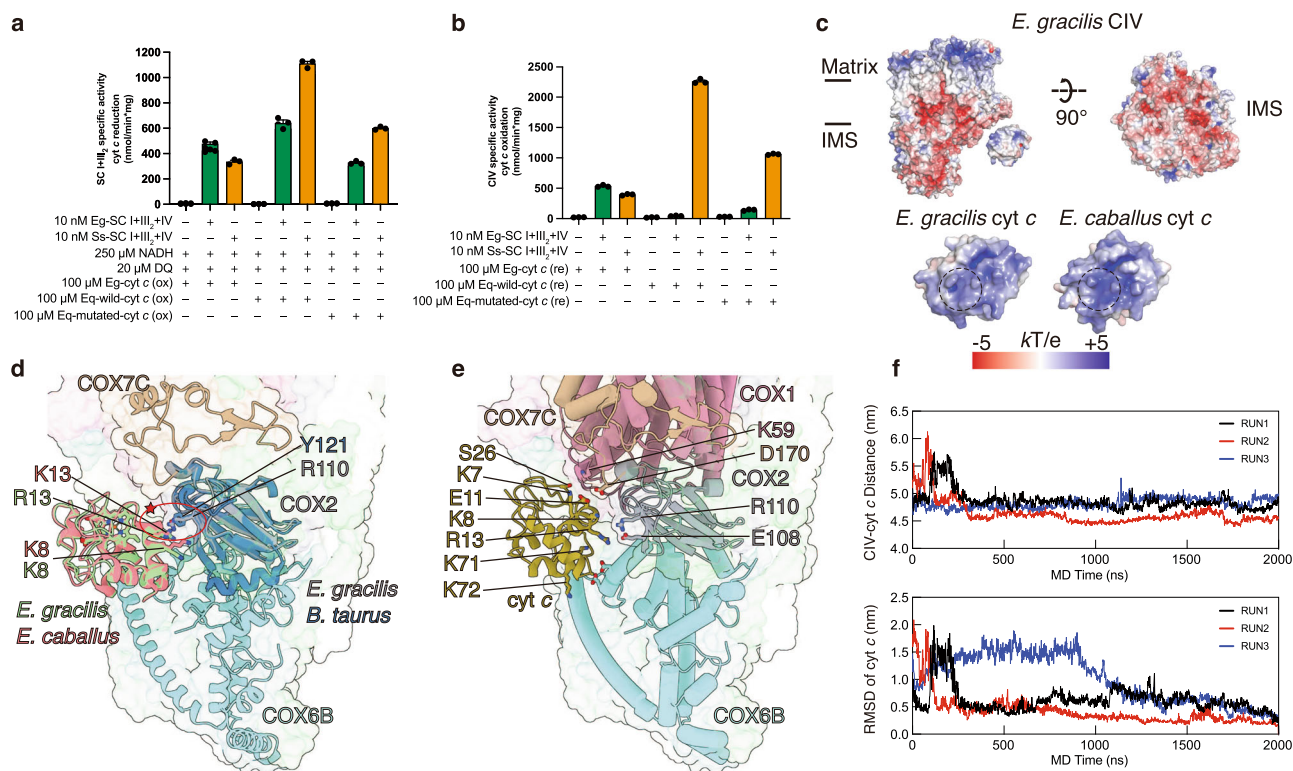 a
SC I+III₂ specific activity
cyt c reduction
(nmol/min*mg)
1200
1000
800
600
400
200
0
10 nM Eg-SC I+III₂+IV − + − − + − − + −
10 nM Ss-SC I+III₂+IV − − + − − + − − +
250 µM NADH + + + + + + + + +
20 µM DQ + + + + + + + + +
100 µM Eg-cyt c (ox) + + + − − − − − −
100 µM Eq-wild-cyt c (ox) − − − + + + − − −
100 µM Eq-mutated-cyt c (ox) − − − − − − + + +
b
CIV specific activity
cyt c oxidation
(nmol/min*mg)
2500
2000
1500
1000
500
0
10 nM Eg-SC I+III₂+IV − + − − + − − + −
10 nM Ss-SC I+III₂+IV − − + − − + − − +
100 µM Eg-cyt c (re) + + + − − − − − −
100 µM Eq-wild-cyt c (re) − − − + + + − − −
100 µM Eq-mutated-cyt c (re) − − − − − − + + +
c
E. gracilis CIV
Matrix
IMS
90°
IMS
E. gracilis cyt c
E. caballus cyt c
-5 kT/e +5
d
COX7C
Y121
R110
COX2
K13
R13
K8
K8
E. gracilis
E. caballus
E. gracilis
B. taurus
COX6B
e
COX1
COX7C
K59
D170
COX2
S26
K7
E11
K8
R13
K71
K72
cyt c
R110
E108
COX6B
f
CIV-cyt c Distance (nm)
6.5
6.0
5.5
5.0
4.5
4.0
RUN1
RUN2
RUN3
0 500 1000 1500 2000
MD Time (ns)
RMSD of cyt c (nm)
2.5
2.0
1.5
1.0
0.5
0.0
RUN1
RUN2
RUN3
0 500 1000 1500 2000
MD Time (ns)